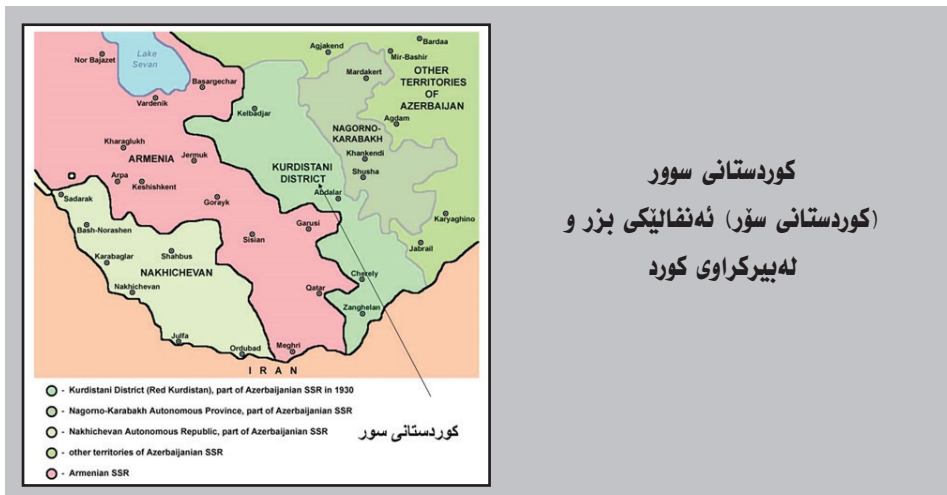 Bardaa
Agjakend
Mir-Bashir
Nor Bajazet
Lake
Sevan
OTHER
TERRITORIES
OF
AZERBAIJAN
Basargechar
Mardakert
Vardenik
Kelbadjar
Agdam
NAGORNO-
KARABAKH
Kharaglukh
ARMENIA
Jermuk
Khankendi
Shusha
KURDISTANI
DISTRICT
Arpa
Keshishkent
Abdalar
Sadarak
Gorayk
Karyaghino
Bash-Norashen
Garusi
Sisian
Jabrail
Karabaglar
Shahbus
NAKHICHEVAN
Cherely
Nakhichevan
Qatar
Zanghelan
Julfa
Ordubad
Meghri
IRAN
- Kurdistani District (Red Kurdistan), part of Azerbaijanian SSR in 1930
- Nagorno-Karabakh Autonomous Province, part of Azerbaijanian SSR
- Nakhichevan Autonomous Republic, part of Azerbaijanian SSR
- other territories of Azerbaijanian SSR
- Armenian SSR
کوردستانی سور
کوردستانی سوور
(کوردستانی سۆر) ئەنفالێکی بزر و
لەبیرکراوی کورد